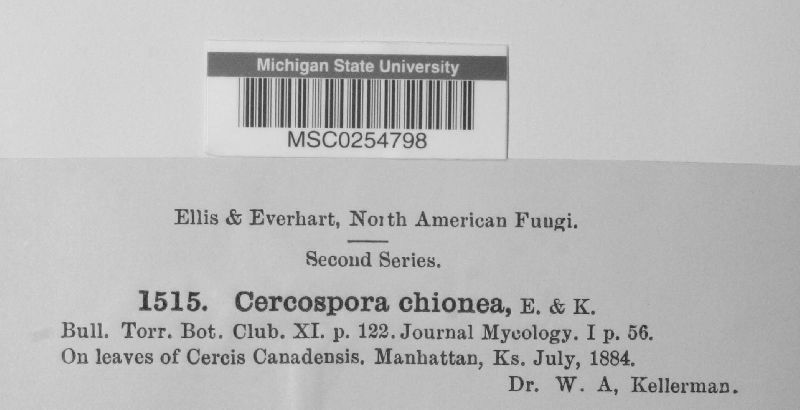 Michigan State University
MSC0254798
Ellis & Everhart, North American Fungi.
Second Series.
1515. Cercospora chionea, E. & K.
Bull. Torr. Bot. Club. XI. p. 122. Journal Mycology. I p. 56.
On leaves of Cercis Canadensis. Manhattan, Ks. July, 1884.
Dr. W. A, Kellerman.